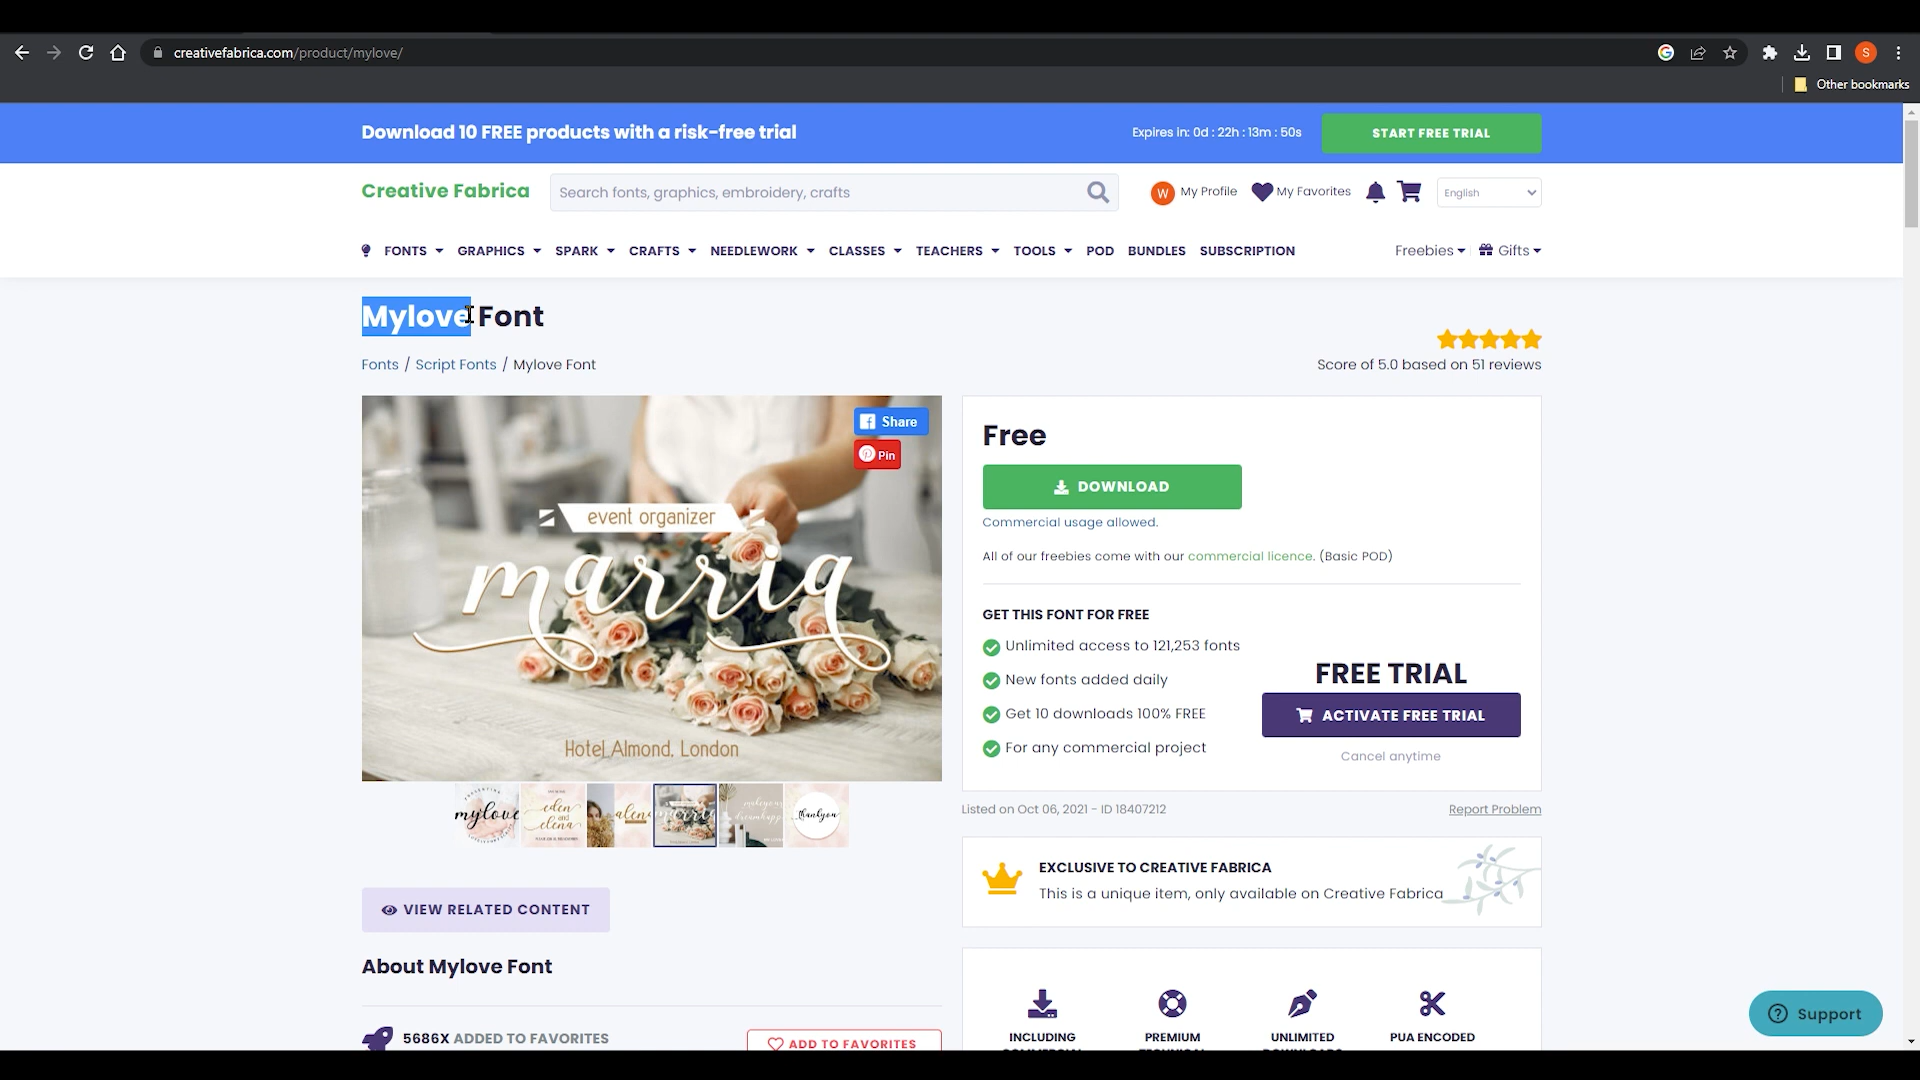 creativefabrica.com/product/mylove/
S
Other bookmarks
Download 10 FREE products with a risk-free trial
Expires in: 0d : 22h : 13m : 50s
START FREE TRIAL
Creative Fabrica
Search fonts, graphics, embroidery, crafts
W My Profile
My Favorites
English
FONTS GRAPHICS SPARK CRAFTS NEEDLEWORK CLASSES TEACHERS TOOLS POD BUNDLES SUBSCRIPTION
Freebies Gifts
Mylove Font
Fonts / Script Fonts / Mylove Font
Score of 5.0 based on 51 reviews
Share
Pin
event organizer
marria
Hotel Almond, London
mylove
eden
and
elena
alen
marria
thankyou
VIEW RELATED CONTENT
About Mylove Font
5686X ADDED TO FAVORITES
ADD TO FAVORITES
Free
DOWNLOAD
Commercial usage allowed.
All of our freebies come with our commercial licence. (Basic POD)
GET THIS FONT FOR FREE
Unlimited access to 121,253 fonts
New fonts added daily
Get 10 downloads 100% FREE
For any commercial project
FREE TRIAL
ACTIVATE FREE TRIAL
Cancel anytime
Listed on Oct 06, 2021 - ID 18407212
Report Problem
EXCLUSIVE TO CREATIVE FABRICA
This is a unique item, only available on Creative Fabrica
INCLUDING
PREMIUM
UNLIMITED
PUA ENCODED
Support